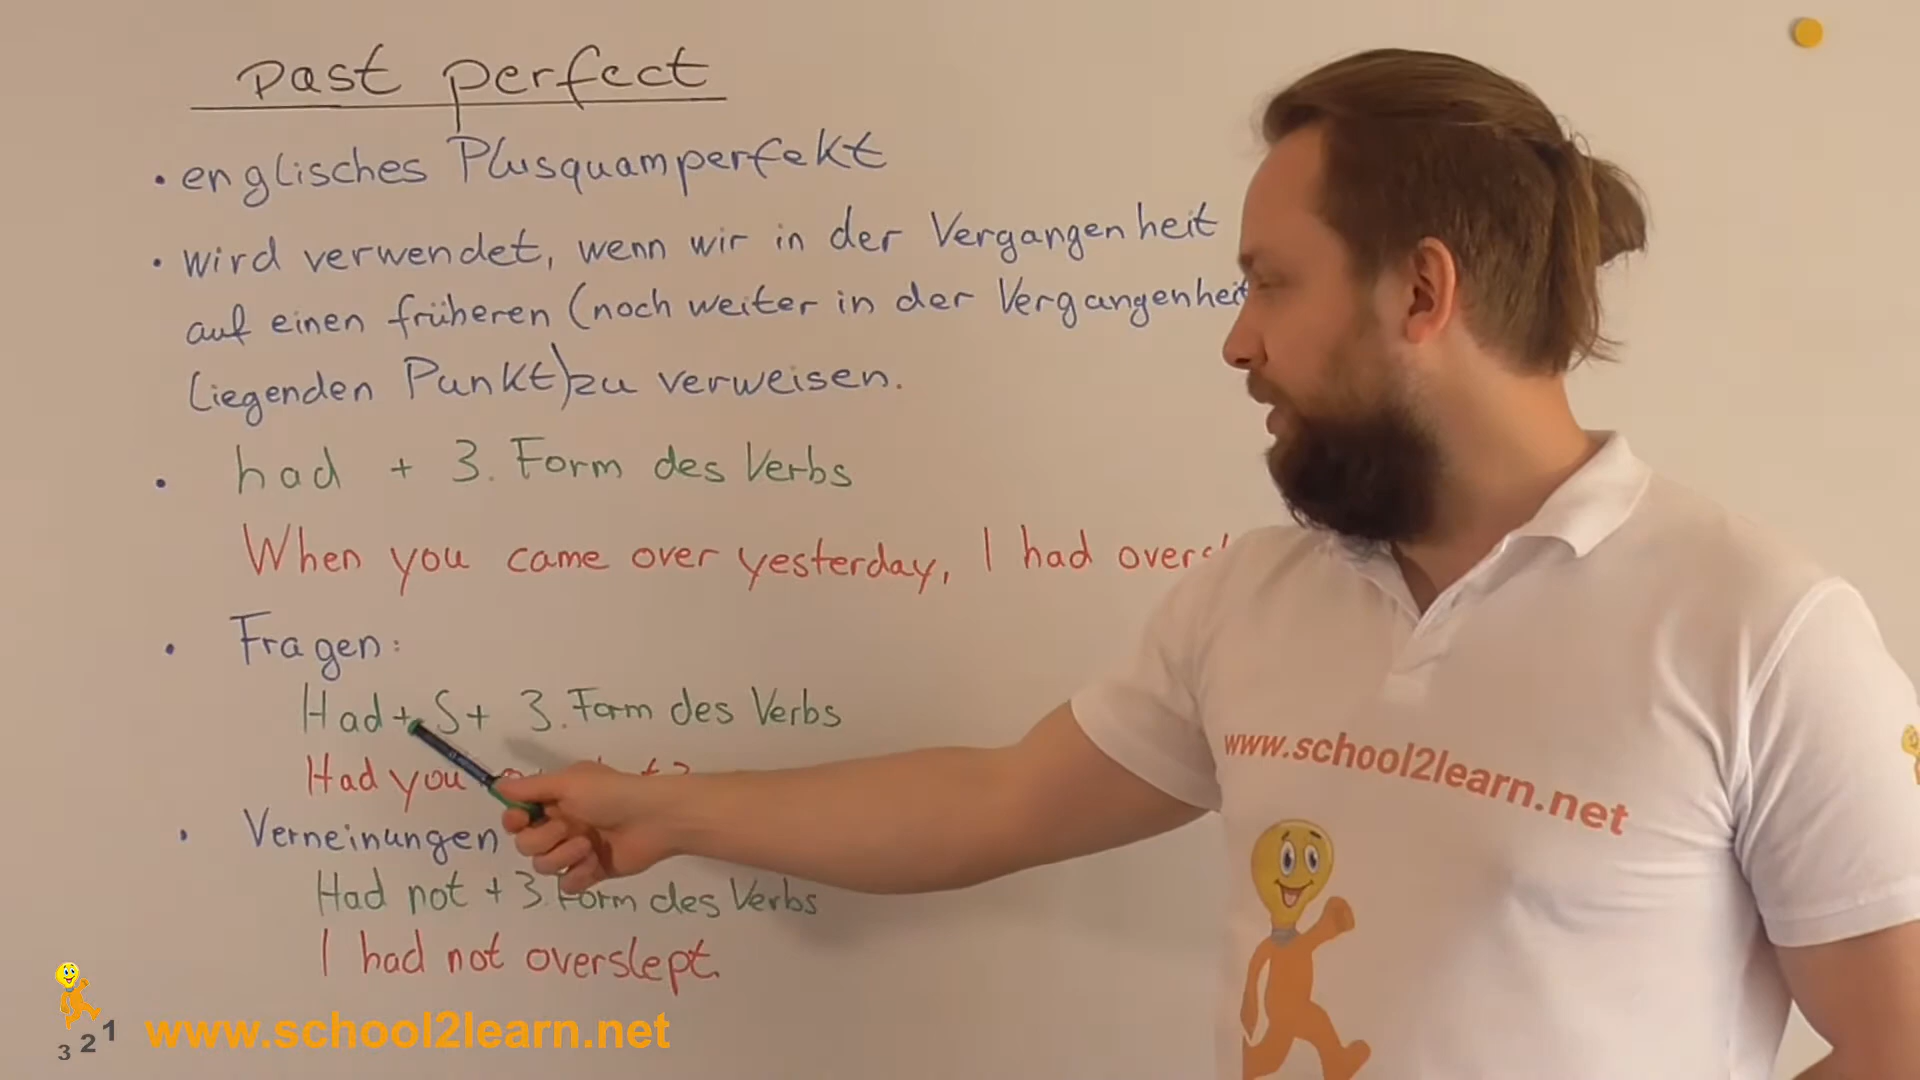 Past perfect
• englisches Plusquamperfekt
• wird verwendet, wenn wir in der Vergangenheit
auf einen früheren (noch weiter in der Vergangenheit
liegenden Punkt) zu verweisen.
• had + 3. Form des Verbs
When you came over yesterday, I had
• Fragen:
Had + S + 3. Form des Verbs
Had you
• Verneinungen
Had not + 3. Form des Verbs
I had not overslept.
www.school2learn.net
3 2 1
www.school2learn.net